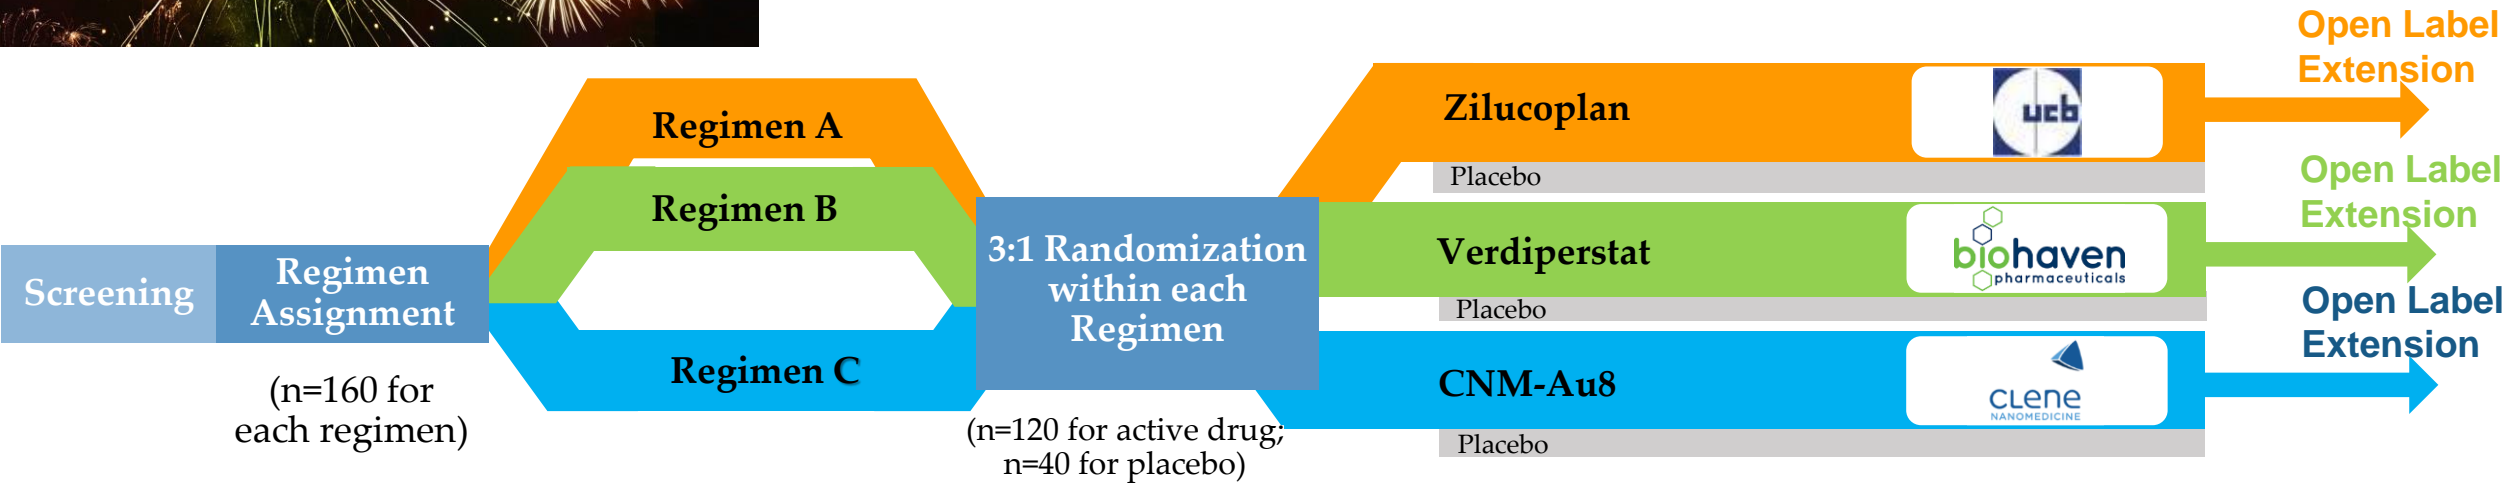 Screening
Regimen
Assignment
(n=160 for
each regimen)
Regimen A
Regimen B
Regimen C
3:1 Randomization
within each
Regimen
(n=120 for active drug;
n=40 for placebo)
Zilucoplan
ucb
Placebo
Open Label
Extension
Verdiperstat
biohaven
pharmaceuticals
Placebo
Open Label
Extension
CNM-Au8
CLENE
NANOMEDICINE
Placebo
Open Label
Extension